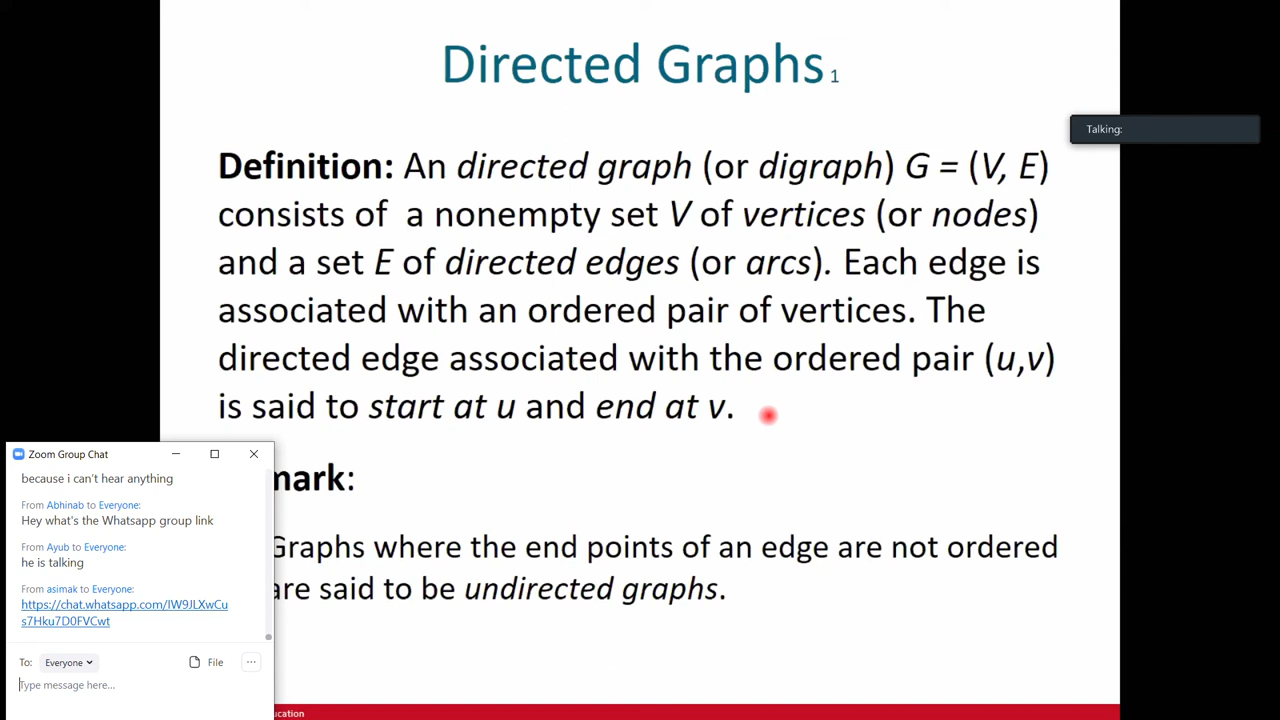 Directed Graphs 1
Talking:
Definition: An directed graph (or digraph) G = (V, E)
consists of a nonempty set V of vertices (or nodes)
and a set E of directed edges (or arcs). Each edge is
associated with an ordered pair of vertices. The
directed edge associated with the ordered pair (u,v)
is said to start at u and end at v.
mark:
Graphs where the end points of an edge are not ordered
are said to be undirected graphs.
Zoom Group Chat
because i can't hear anything
From Abhinab to Everyone:
Hey what's the Whatsapp group link
From Ayub to Everyone:
he is talking
From asimak to Everyone:
https://chat.whatsapp.com/IW9JLXwCu
s7Hku7D0FVCwt
To: Everyone File ...
Type message here...
ucation